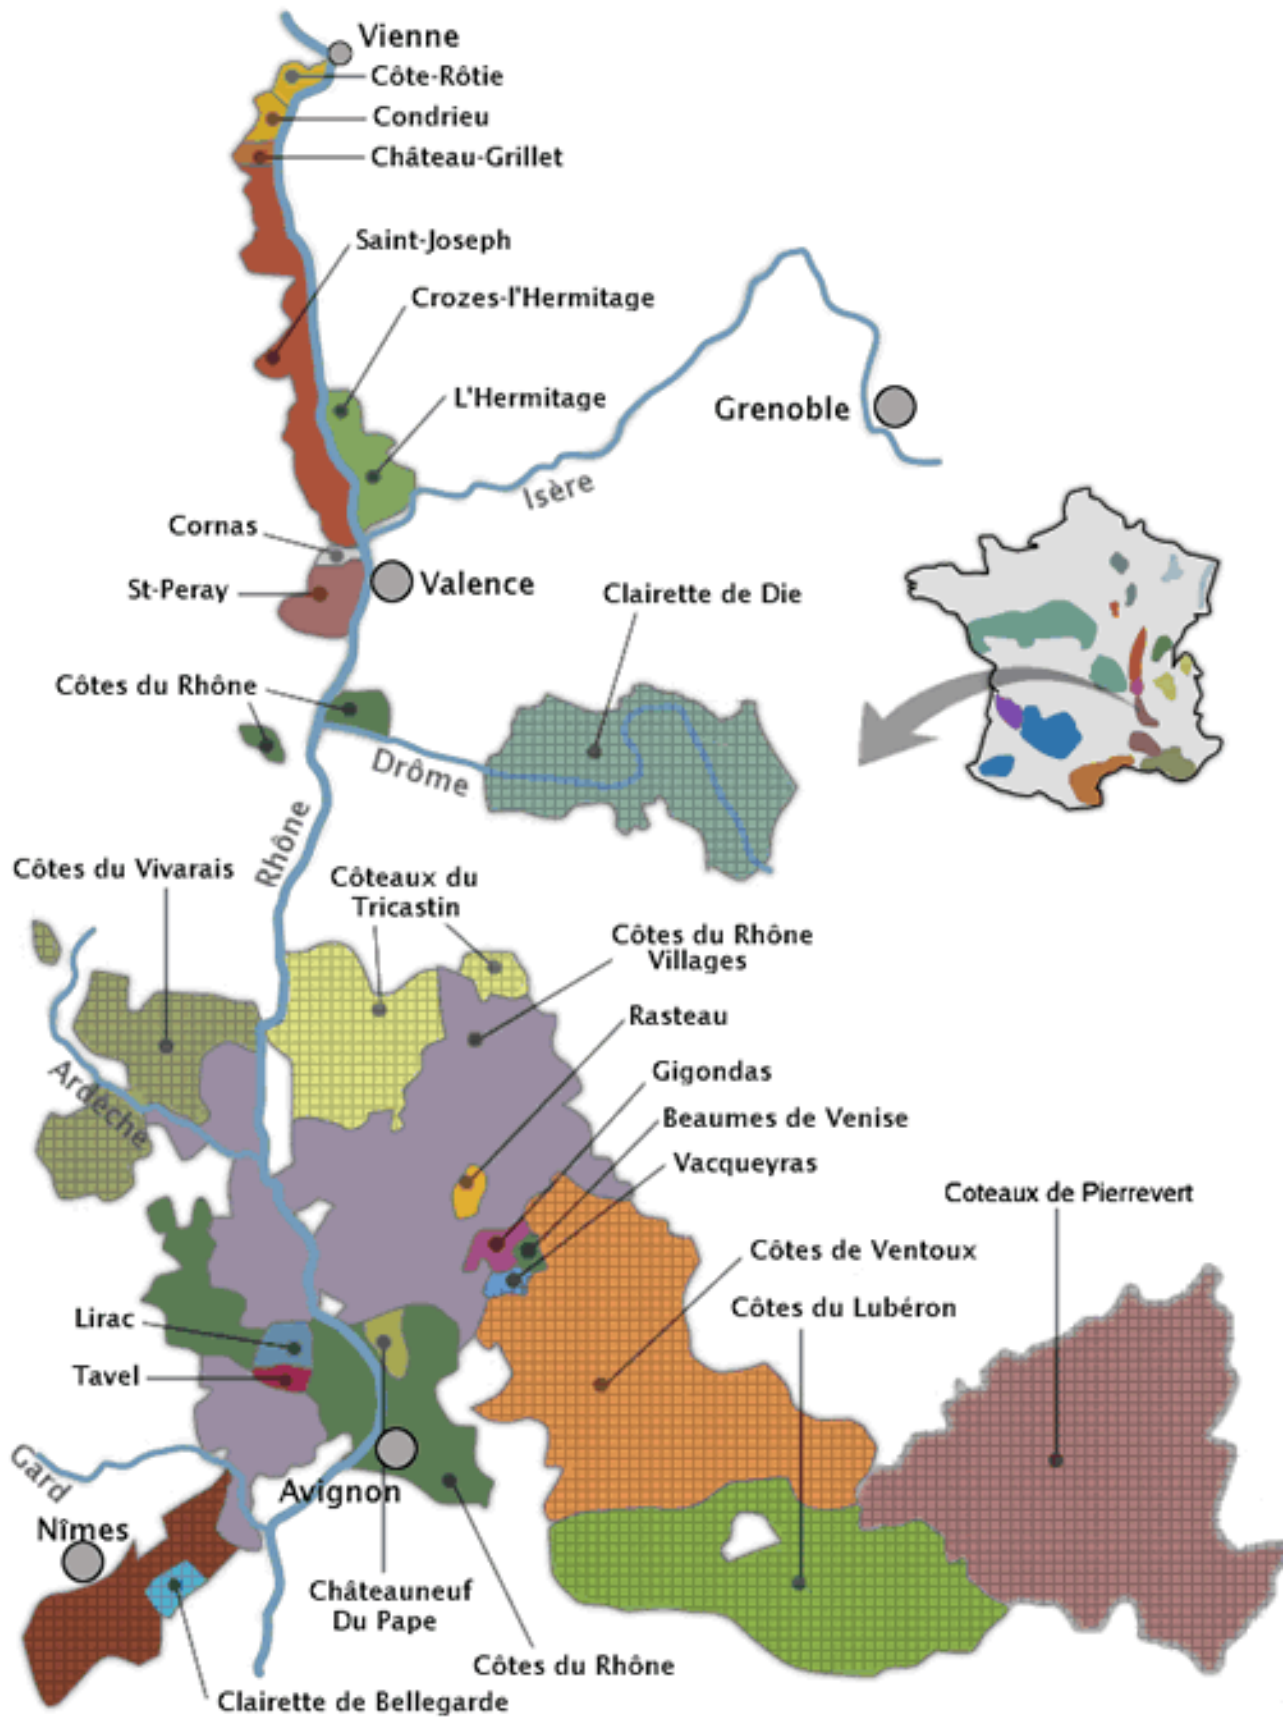 Vienne
Côte-Rôtie
Condrieu
Château-Grillet
Saint-Joseph
Crozes-l'Hermitage
L'Hermitage
Grenoble
Isère
Cornas
St-Peray
Valence
Clairette de Die
Côtes du Rhône
Drôme
Rhône
Côtes du Vivarais
Côteaux du
Tricastin
Côtes du Rhône
Villages
Rasteau
Gigondas
Ardèche
Beaumes de Venise
Vacqueyras
Coteaux de Pierrevert
Côtes de Ventoux
Côtes du Lubéron
Lirac
Tavel
Gard
Avignon
Nîmes
Châteauneuf
Du Pape
Côtes du Rhône
Clairette de Bellegarde